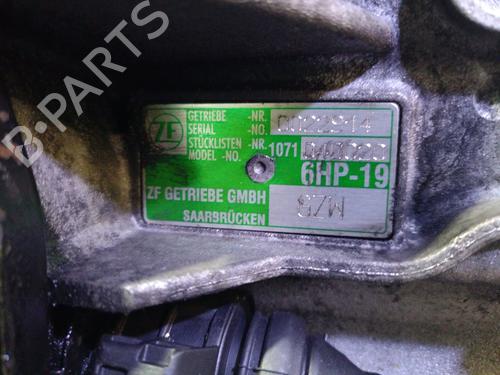 B-PARTS
ZF
GETRIEBE -NR.
SERIAL -NO.
STÜCKLISTEN -NR.
MODEL -NO. 1071
6HP-19
ZF GETRIEBE GMBH
SAARBRÜCKEN